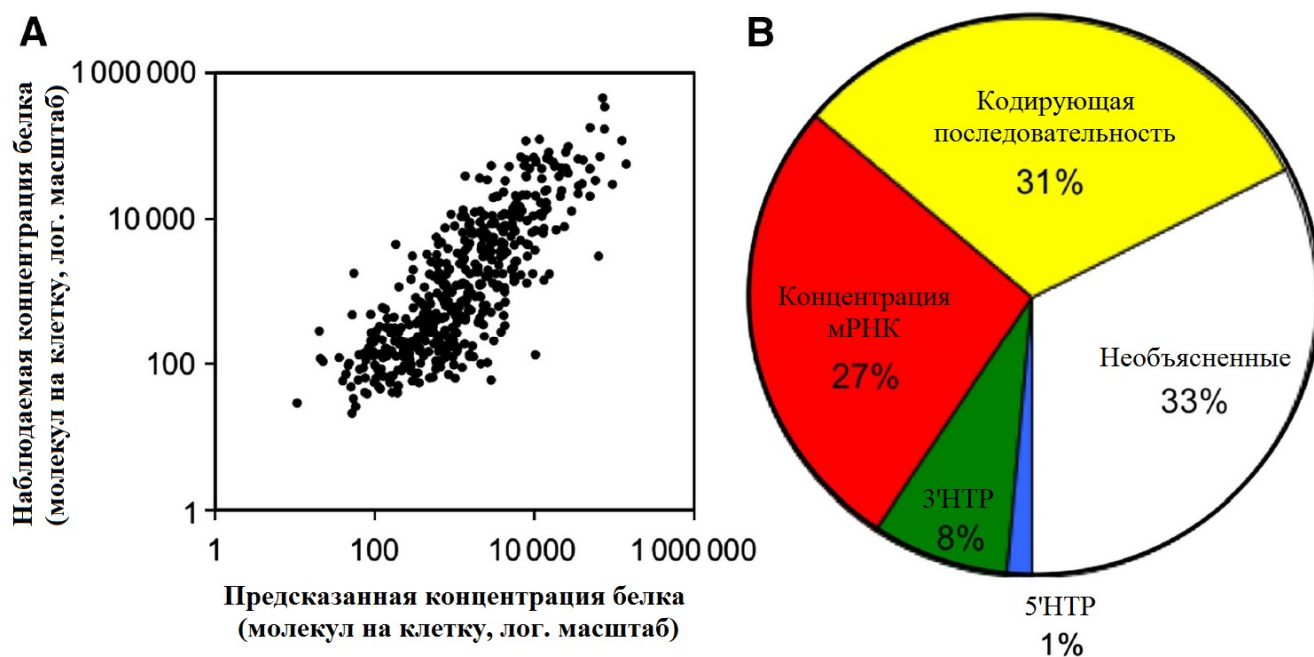 A
Наблюдаемая концентрация белка
(молекул на клетку, лог. масштаб)
1 000 000
10 000
100
1
1
100
10 000
1 000 000
Предсказанная концентрация белка
(молекул на клетку, лог. масштаб)
B
Кодирующая
последовательность
31%
Концентрация
мРНК
27%
Необъясненные
33%
3'НТР
8%
5'НТР
1%